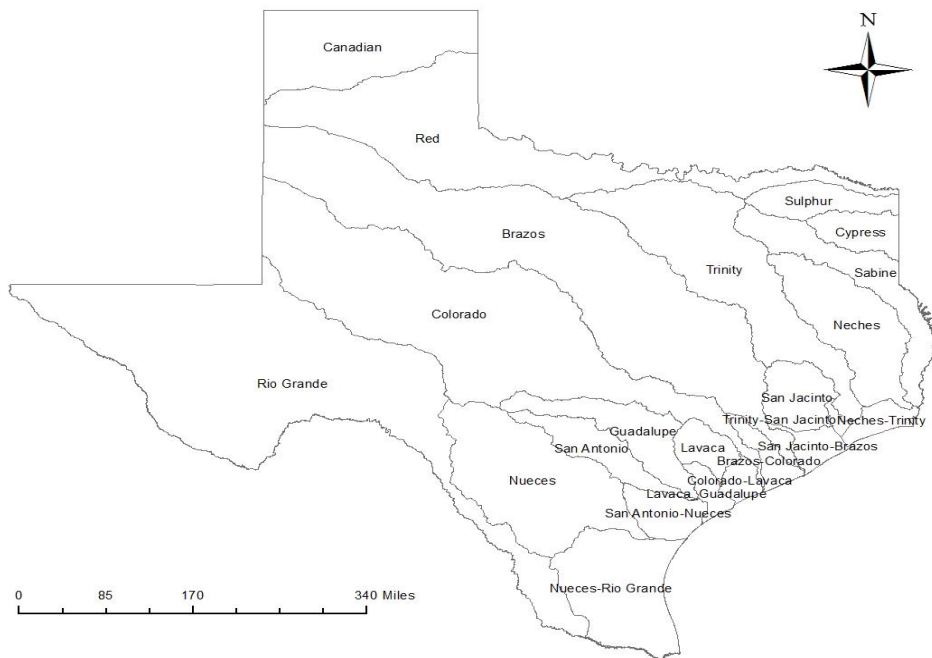 N
Canadian
Red
Sulphur
Cypress
Brazos
Trinity
Sabine
Colorado
Neches
Rio Grande
San Jacinto
Trinity-San Jacinto
Neches-Trinity
Guadalupe
San Antonio
Lavaca
San Jacinto-Brazos
Brazos-Colorado
Nueces
Colorado-Lavaca
Lavaca_Guadalupe
San Antonio-Nueces
Nueces-Rio Grande
0 85 170 340 Miles